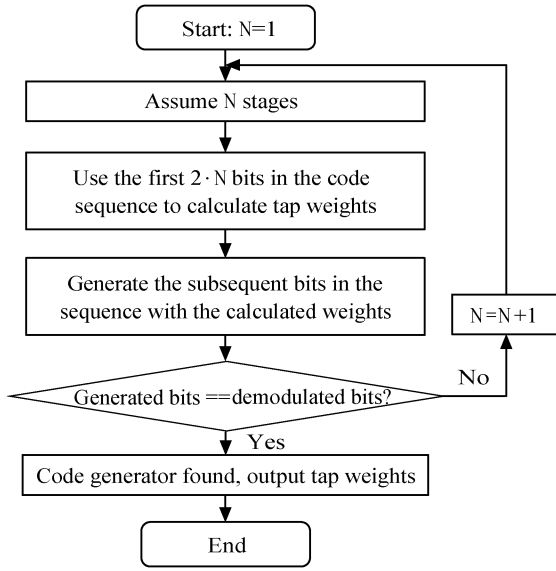 Start: N=1
Assume N stages
Use the first 2·N bits in the code
sequence to calculate tap weights
Generate the subsequent bits in the
sequence with the calculated weights
N=N+1
No
Generated bits ==demodulated bits?
Yes
Code generator found, output tap weights
End